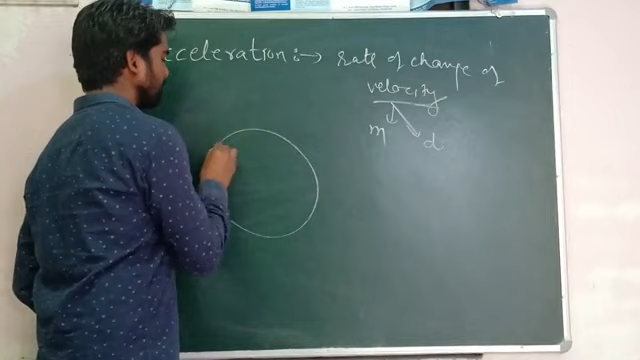 cceleration :→ rate of change of
velocity
m
d